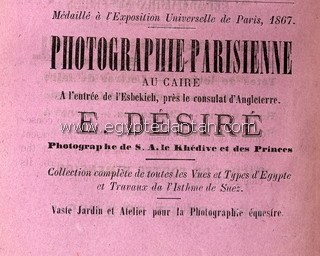 Médaillé à l'Exposition Universelle de Paris, 1867.
PHOTOGRAPHIE PARISIENNE
AU CAIRE
A l'entrée de l'Esbekieh, près le consulat d'Angleterre.
E. DÉSIRÉ
www.egyptedantan.com
Photographe de S. A. le Khédive et des Princes
Collection complète de toutes les Vues et Types d'Egypte
et Travaux da l'Isthme de Suez.
Vaste Jardin et Atelier pour la Photographie équestre.